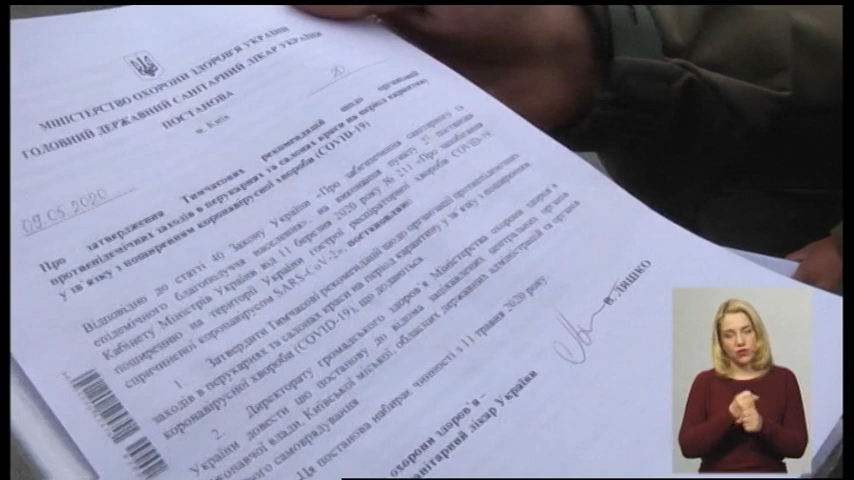 МІНІСТЕРСТВО ОХОРОНИ ЗДОРОВ'Я УКРАЇНИ
ГОЛОВНИЙ ДЕРЖАВНИЙ САНІТАРНИЙ ЛІКАР УКРАЇНИ
ПОСТАНОВА
09.05.2020
м. Київ
20
Про затвердження Тимчасових рекомендацій щодо організації
протиепідемічних заходів в перукарнях та салонах краси на період карантину
у зв'язку з поширенням коронавірусної хвороби (COVID-19)
Відповідно до статті 40 Закону України «Про забезпечення санітарного та
епідемічного благополуччя населення» на виконання пункту 2 постанови
Кабінету Міністрів України від 11 березня 2020 року № 211 «Про запобігання
поширенню на території України гострої респіраторної хвороби COVID-19,
спричиненої коронавірусом SARS-CoV-2», постановляю:
1. Затвердити Тимчасові рекомендації щодо організації протиепідемічних
заходів в перукарнях та салонах краси на період карантину у зв'язку з поширенням
коронавірусної хвороби (COVID-19), що додаються.
2. Директорату громадського здоров'я Міністерства охорони здоров'я
України довести цю постанову до відома зацікавлених центральних органів
виконавчої влади, Київської міської, обласних державних адміністрацій та органів
місцевого самоврядування
Ця постанова набирає чинності з 11 травня 2020 року.
охорони здоров'я –
санітарний лікар України
В. ЛЯШКО